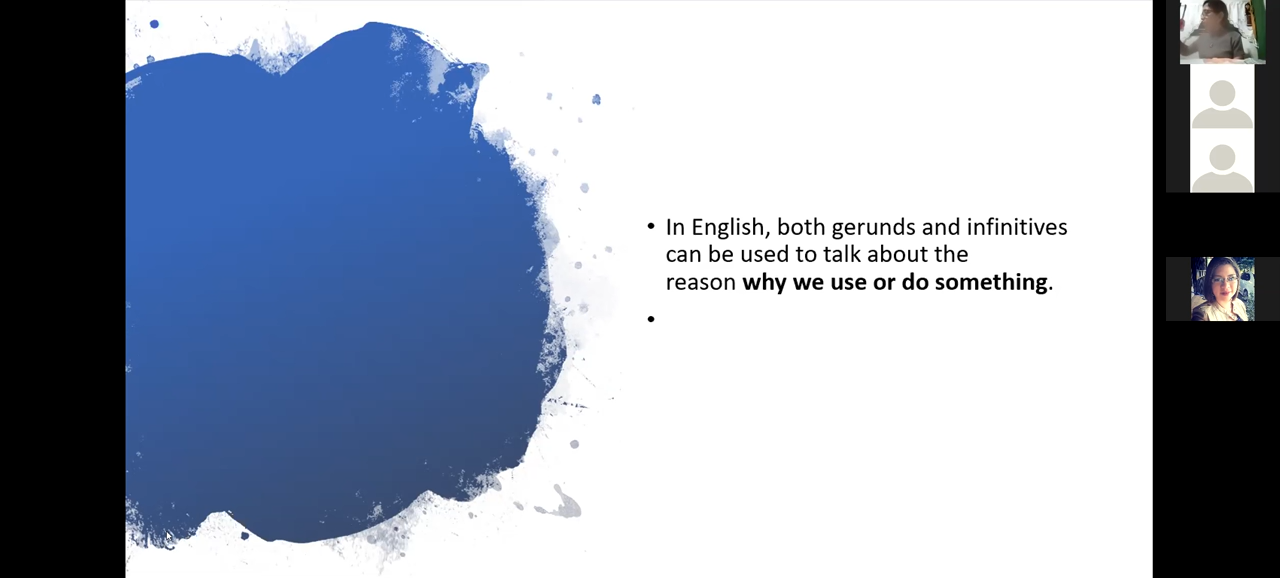 • In English, both gerunds and infinitives
can be used to talk about the
reason why we use or do something.
•